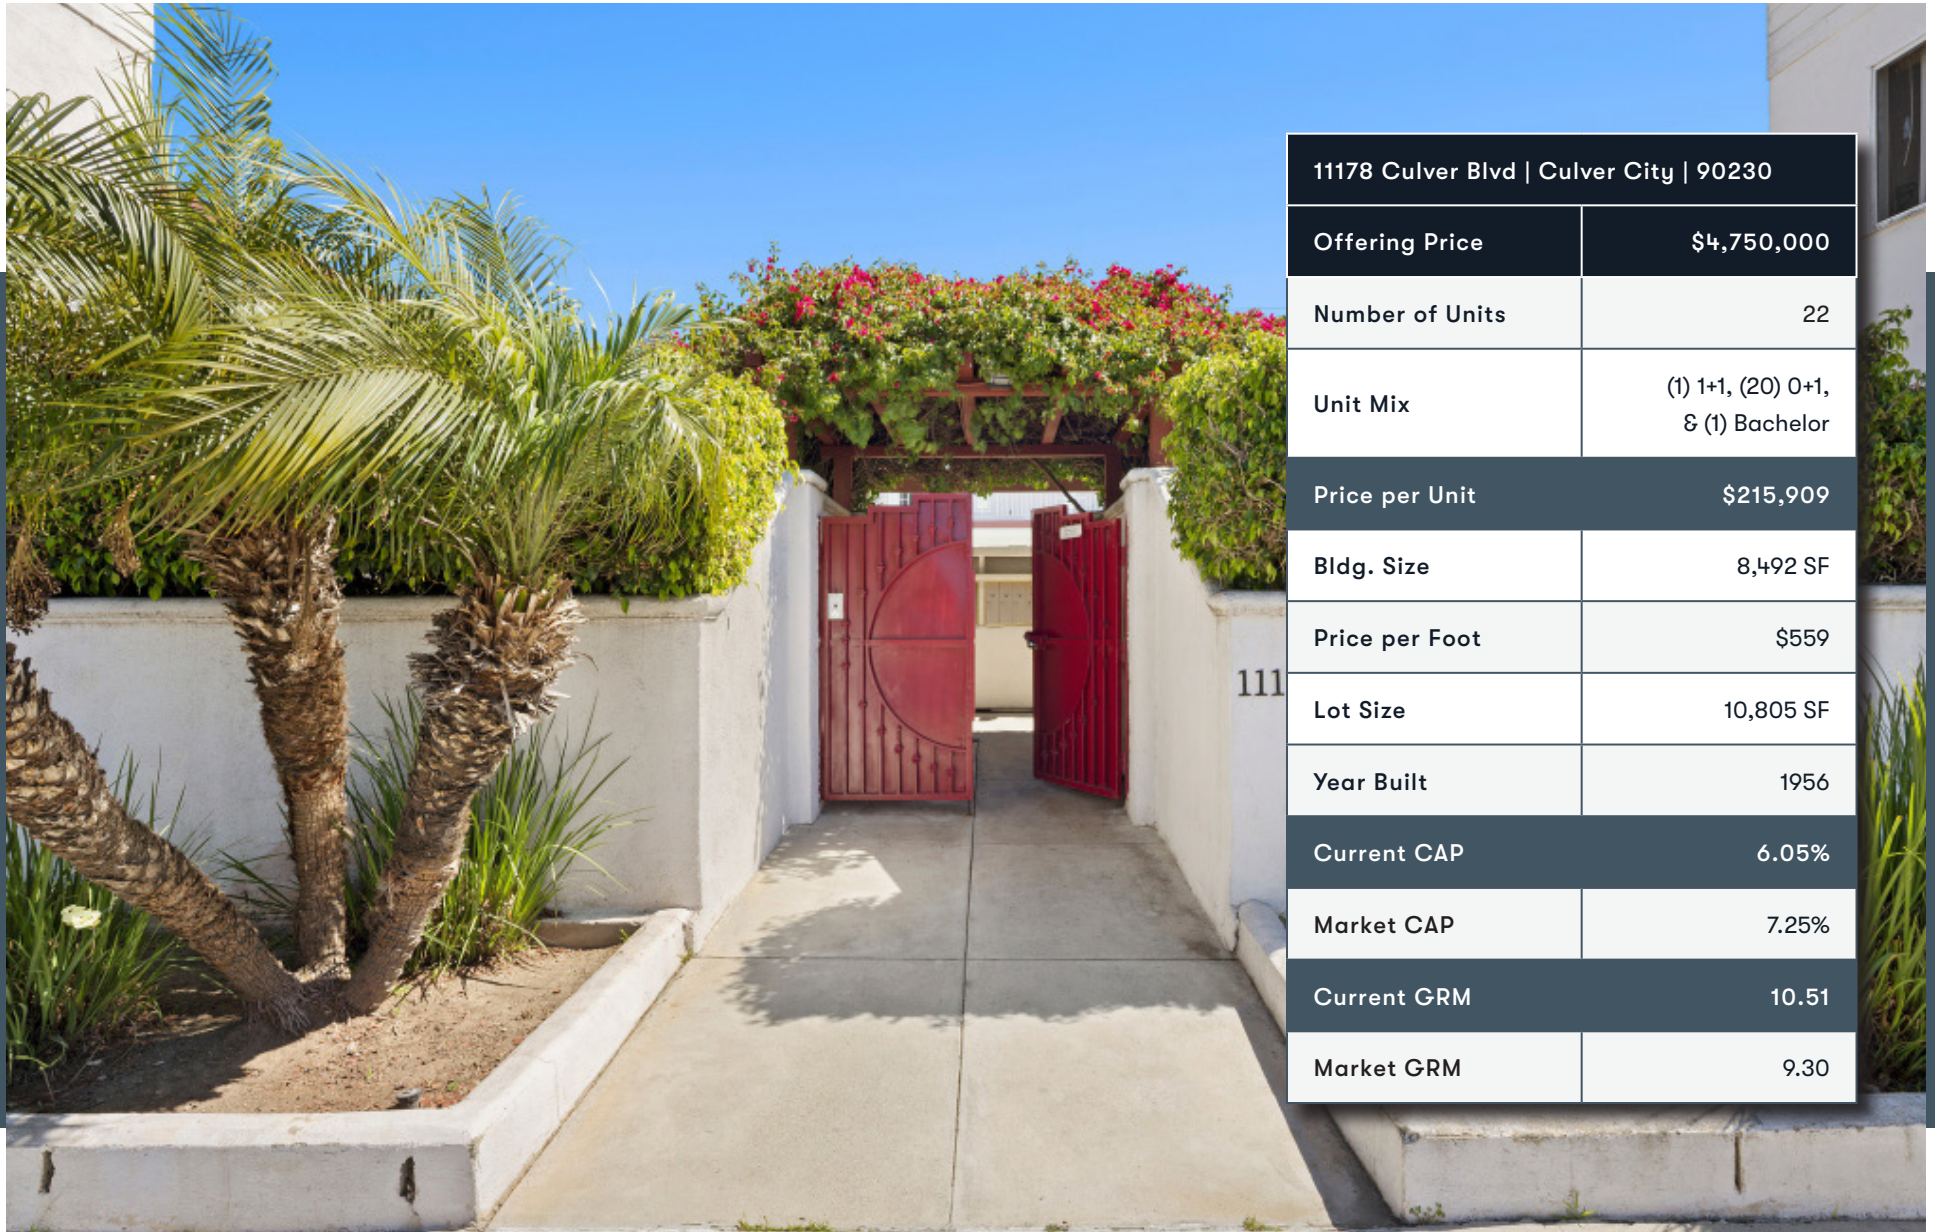 11178 Culver Blvd | Culver City | 90230
Offering Price $4,750,000
Number of Units 22
Unit Mix (1) 1+1, (20) 0+1,
& (1) Bachelor
Price per Unit $215,909
Bldg. Size 8,492 SF
Price per Foot $559
Lot Size 10,805 SF
Year Built 1956
Current CAP 6.05%
Market CAP 7.25%
Current GRM 10.51
Market GRM 9.30
111